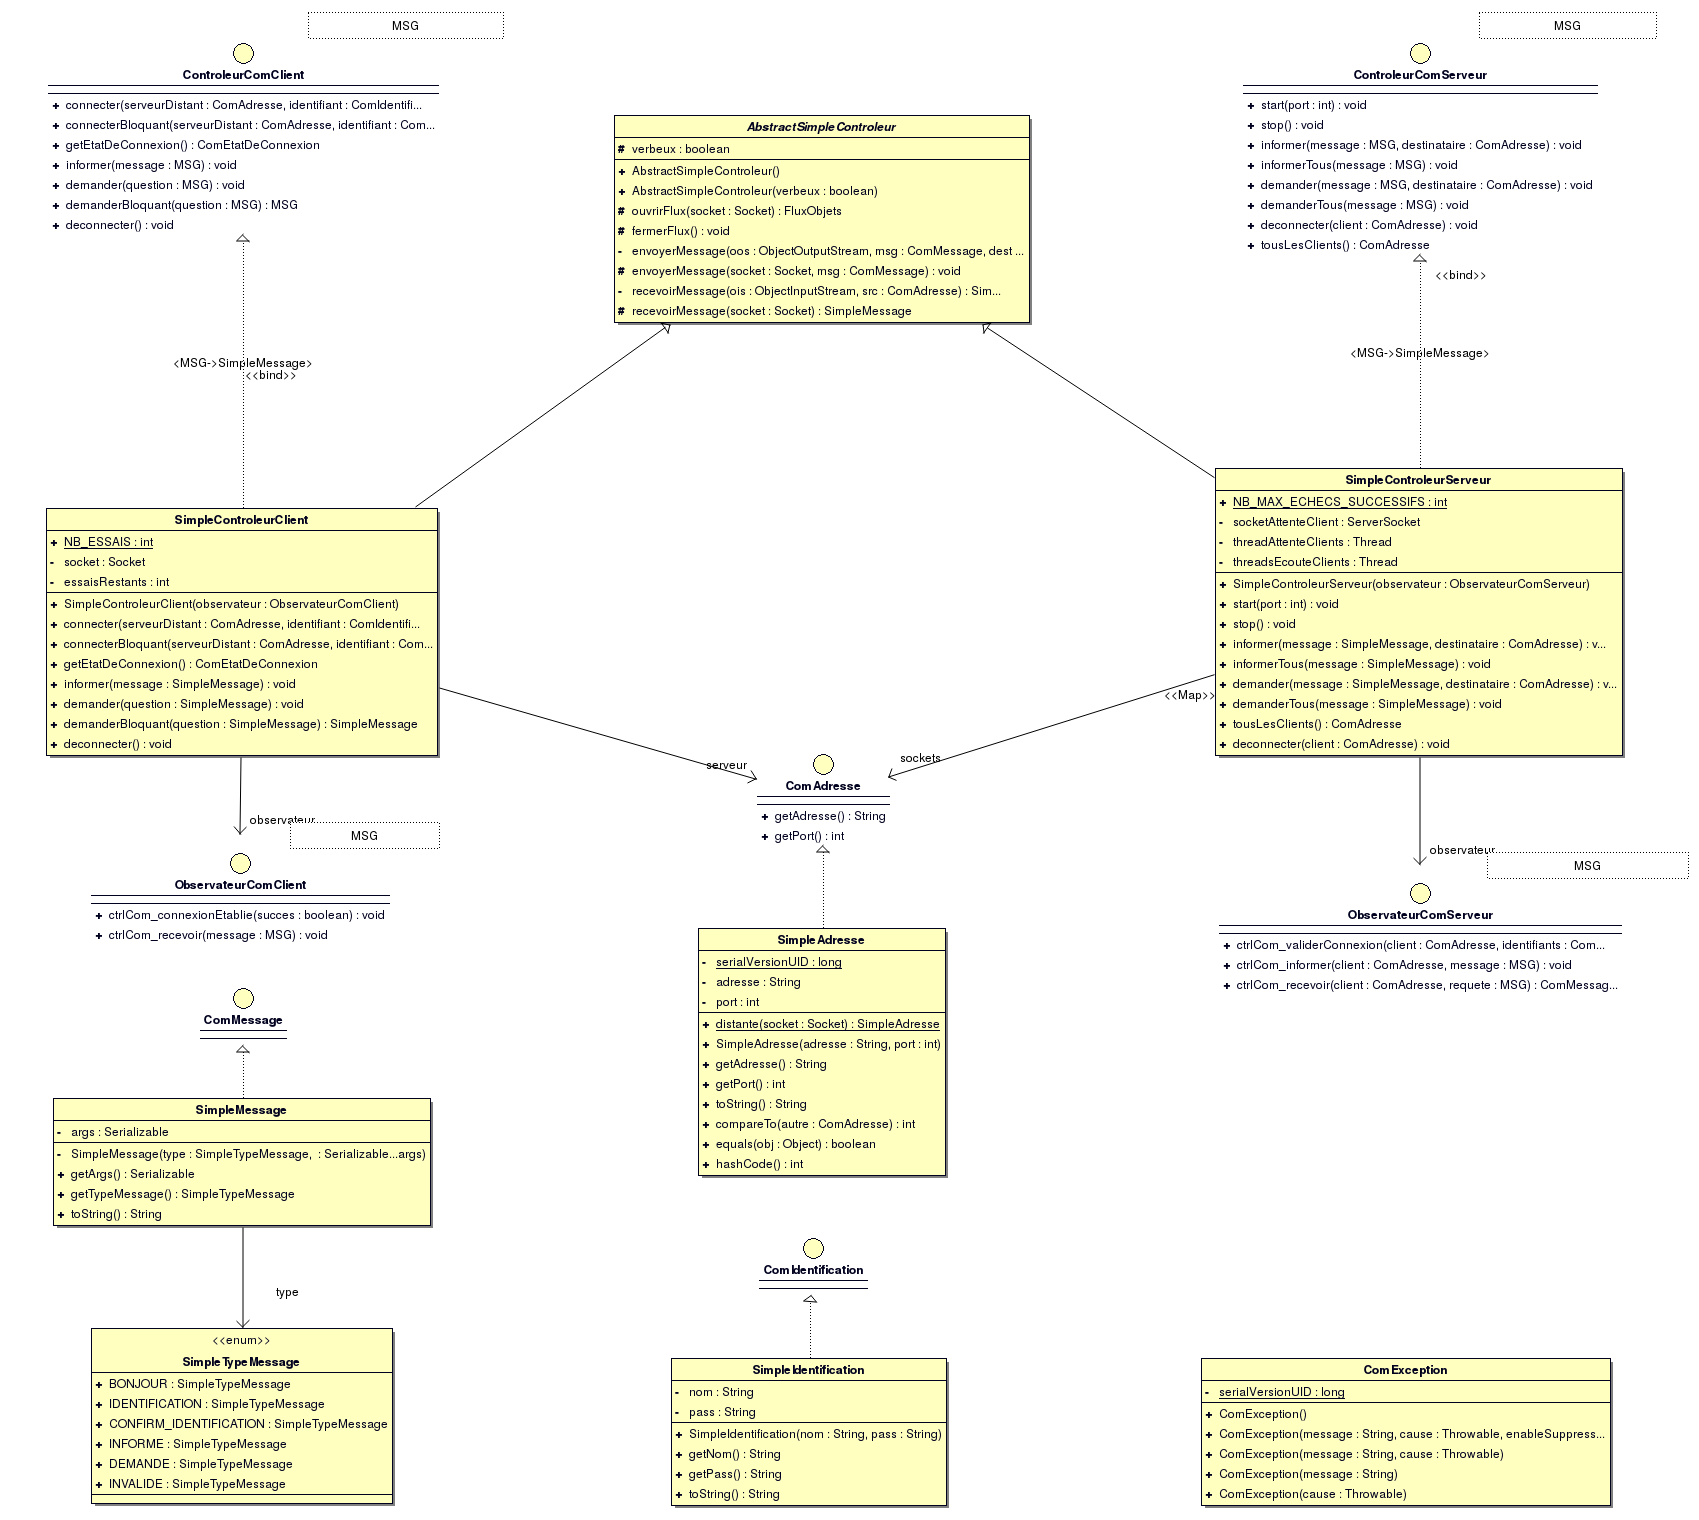 MSG
ControleurComClient
+ connecter(serveurDistant : ComAdresse, identifiant : ComIdentifi...
+ connecterBloquant(serveurDistant : ComAdresse, identifiant : Com...
+ getEtatDeConnexion() : ComEtatDeConnexion
+ informer(message : MSG) : void
+ demander(question : MSG) : void
+ demanderBloquant(question : MSG) : MSG
+ deconnecter() : void
AbstractSimpleControleur
# verbeux : boolean
+ AbstractSimpleControleur()
+ AbstractSimpleControleur(verbeux : boolean)
# ouvrirFlux(socket : Socket) : FluxObjets
# fermerFlux() : void
- envoyerMessage(oos : ObjectOutputStream, msg : ComMessage, dest ...
# envoyerMessage(socket : Socket, msg : ComMessage) : void
- recevoirMessage(ois : ObjectInputStream, src : ComAdresse) : Sim...
# recevoirMessage(socket : Socket) : SimpleMessage
MSG
ControleurComServeur
+ start(port : int) : void
+ stop() : void
+ informer(message : MSG, destinataire : ComAdresse) : void
+ informerTous(message : MSG) : void
+ demander(message : MSG, destinataire : ComAdresse) : void
+ demanderTous(message : MSG) : void
+ deconnecter(client : ComAdresse) : void
+ tousLesClients() : ComAdresse
<<bind>>
<MSG->SimpleMessage>
<MSG->SimpleMessage>
<<bind>>
SimpleControleurClient
+ NB_ESSAIS : int
- socket : Socket
- essaisRestants : int
+ SimpleControleurClient(observateur : ObservateurComClient)
+ connecter(serveurDistant : ComAdresse, identifiant : ComIdentifi...
+ connecterBloquant(serveurDistant : ComAdresse, identifiant : Com...
+ getEtatDeConnexion() : ComEtatDeConnexion
+ informer(message : SimpleMessage) : void
+ demander(question : SimpleMessage) : void
+ demanderBloquant(question : SimpleMessage) : SimpleMessage
+ deconnecter() : void
SimpleControleurServeur
+ NB_MAX_ECHECS_SUCCESSIFS : int
- socketAttenteClient : ServerSocket
- threadAttenteClients : Thread
- threadsEcouteClients : Thread
+ SimpleControleurServeur(observateur : ObservateurComServeur)
+ start(port : int) : void
+ stop() : void
+ informer(message : SimpleMessage, destinataire : ComAdresse) : v...
+ informerTous(message : SimpleMessage) : void
+ demander(message : SimpleMessage, destinataire : ComAdresse) : v...
+ demanderTous(message : SimpleMessage) : void
+ tousLesClients() : ComAdresse
+ deconnecter(client : ComAdresse) : void
<<Map>>
serveur
sockets
ComAdresse
+ getAdresse() : String
+ getPort() : int
observateur
MSG
ObservateurComClient
+ ctrlCom_connexionEtablie(succes : boolean) : void
+ ctrlCom_recevoir(message : MSG) : void
observateur
MSG
ObservateurComServeur
+ ctrlCom_validerConnexion(client : ComAdresse, identifiants : Com...
+ ctrlCom_informer(client : ComAdresse, message : MSG) : void
+ ctrlCom_recevoir(client : ComAdresse, requete : MSG) : ComMessag...
SimpleAdresse
- serialVersionUID : long
- adresse : String
- port : int
+ distante(socket : Socket) : SimpleAdresse
+ SimpleAdresse(adresse : String, port : int)
+ getAdresse() : String
+ getPort() : int
+ toString() : String
+ compareTo(autre : ComAdresse) : int
+ equals(obj : Object) : boolean
+ hashCode() : int
ComMessage
SimpleMessage
- args : Serializable
- SimpleMessage(type : SimpleTypeMessage,  : Serializable...args)
+ getArgs() : Serializable
+ getTypeMessage() : SimpleTypeMessage
+ toString() : String
type
<<enum>>
SimpleTypeMessage
+ BONJOUR : SimpleTypeMessage
+ IDENTIFICATION : SimpleTypeMessage
+ CONFIRM_IDENTIFICATION : SimpleTypeMessage
+ INFORME : SimpleTypeMessage
+ DEMANDE : SimpleTypeMessage
+ INVALIDE : SimpleTypeMessage
ComIdentification
SimpleIdentification
- nom : String
- pass : String
+ SimpleIdentification(nom : String, pass : String)
+ getNom() : String
+ getPass() : String
+ toString() : String
ComException
- serialVersionUID : long
+ ComException()
+ ComException(message : String, cause : Throwable, enableSuppress...
+ ComException(message : String, cause : Throwable)
+ ComException(message : String)
+ ComException(cause : Throwable)